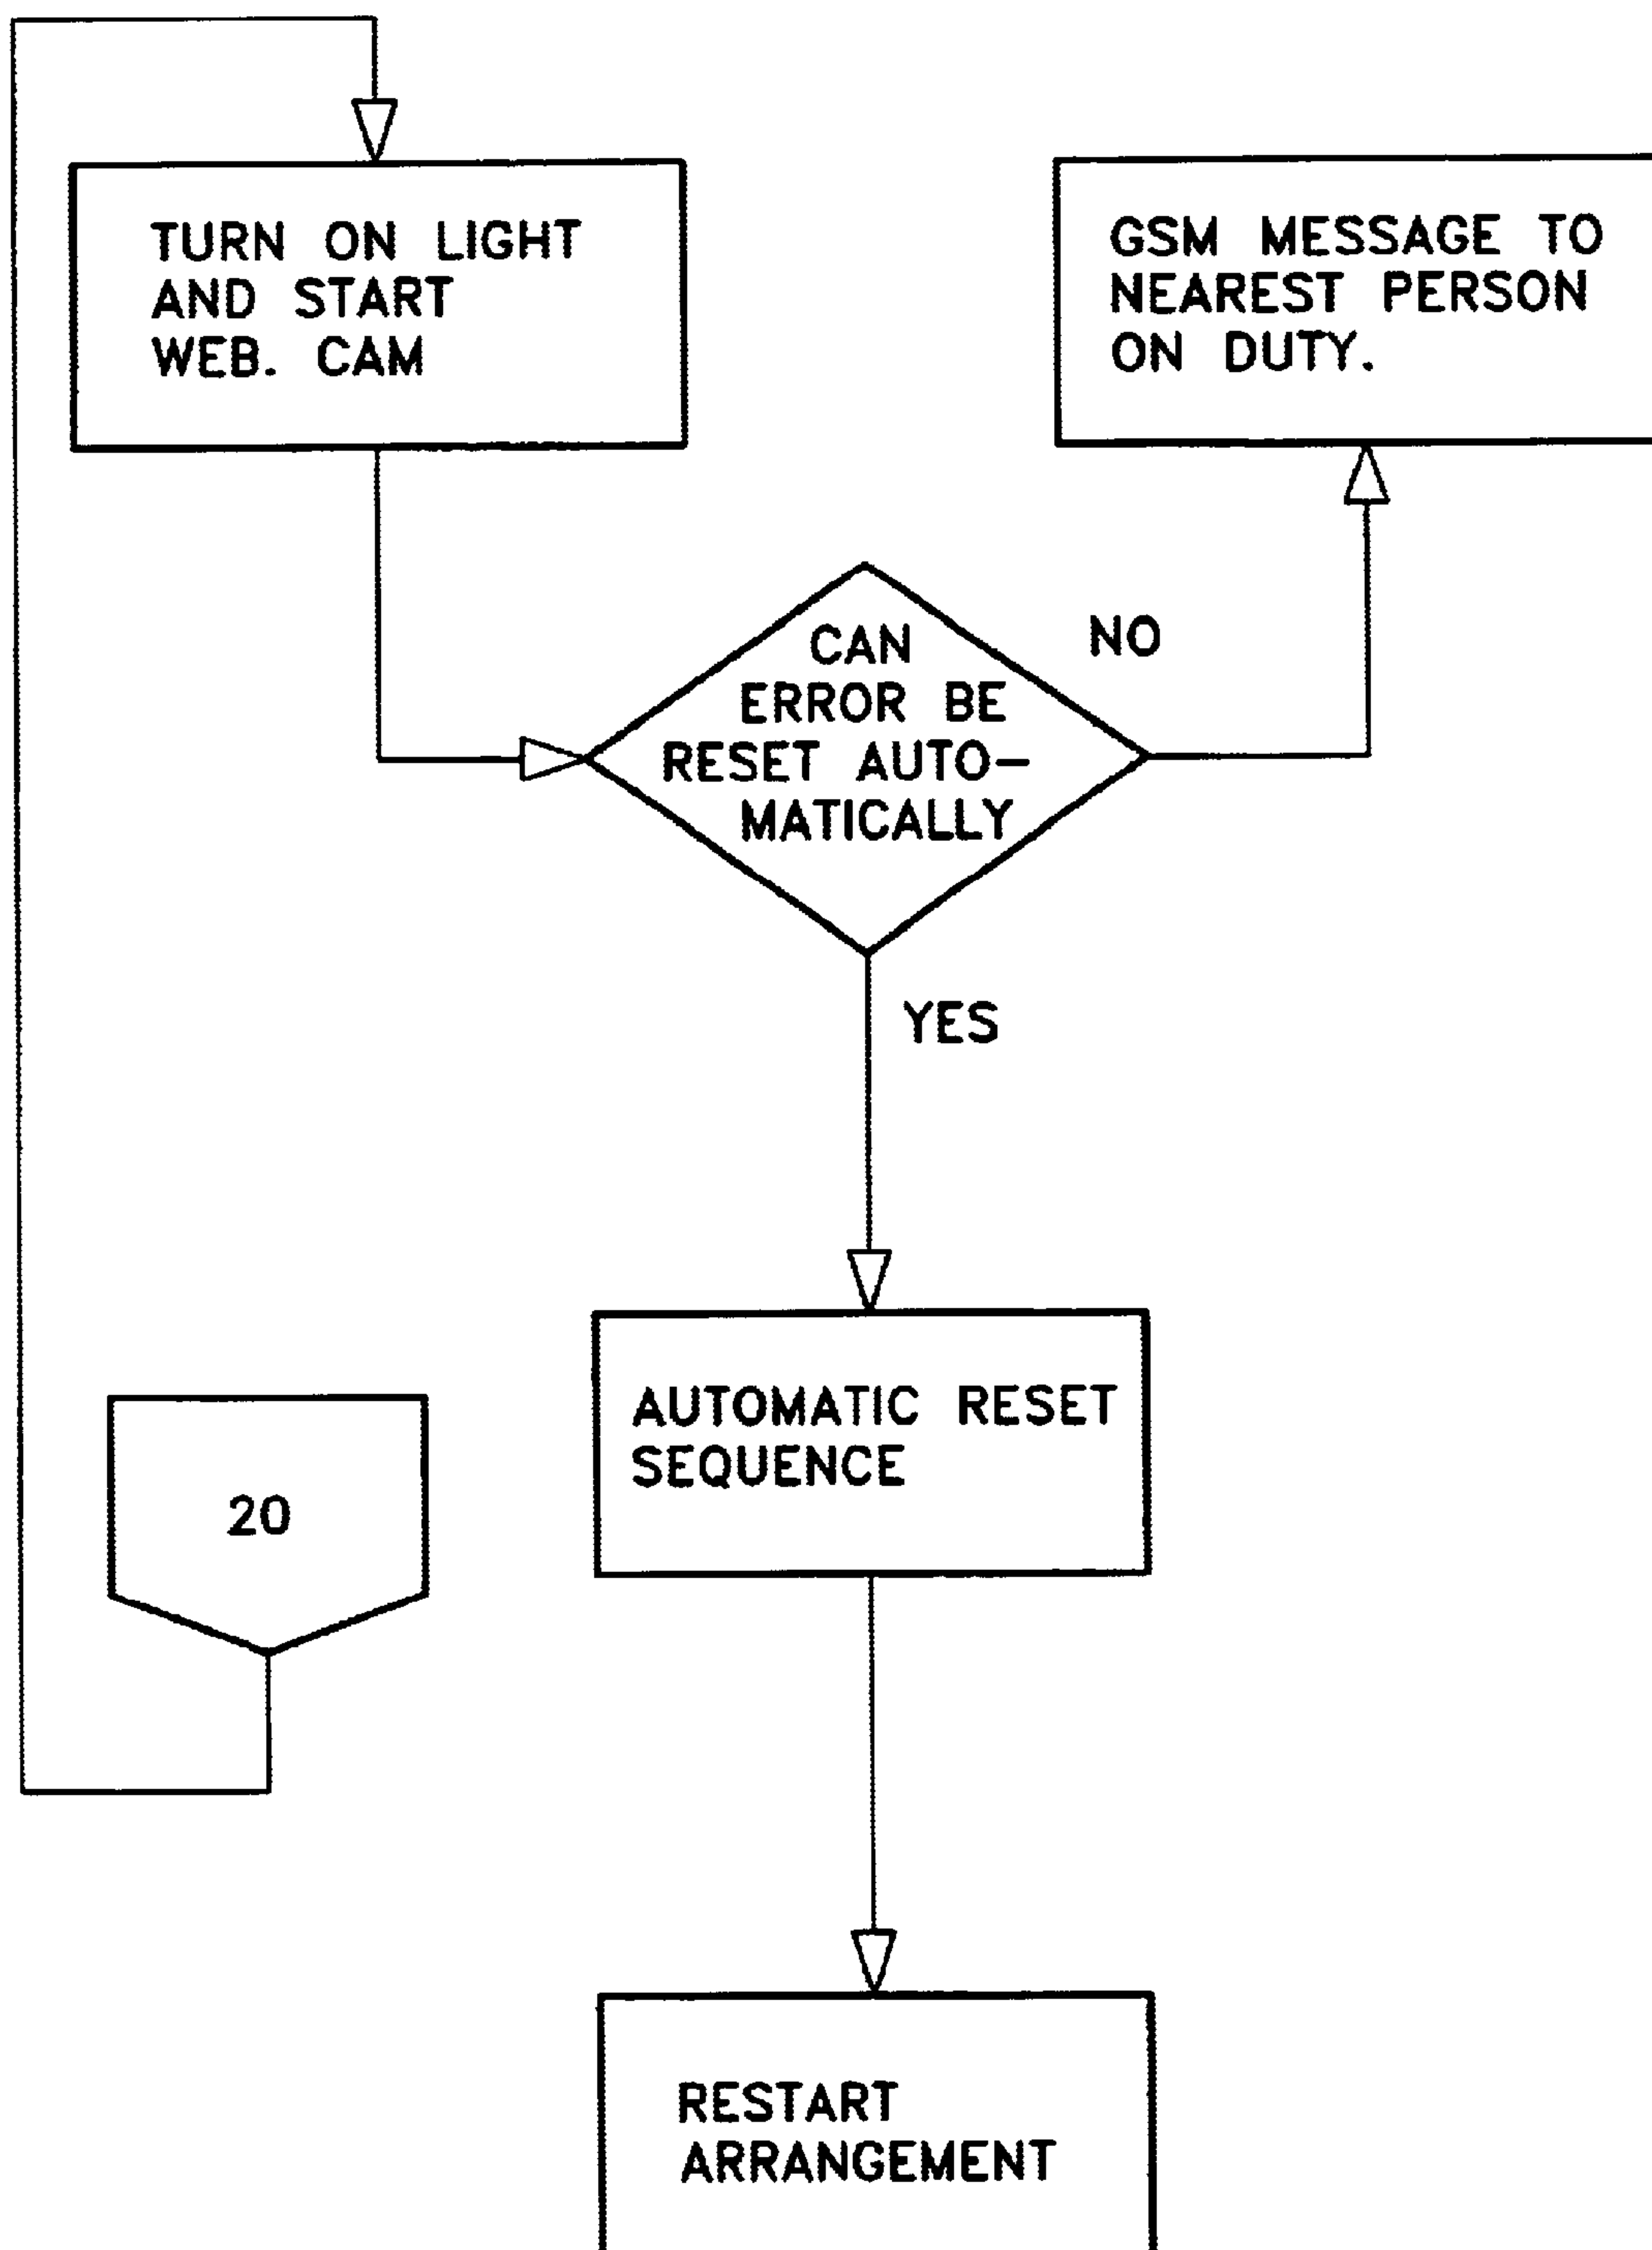 TURN ON LIGHT
AND START
WEB. CAM
GSM MESSAGE TO
NEAREST PERSON
ON DUTY.
CAN
ERROR BE
RESET AUTO-
MATICALLY
NO
YES
AUTOMATIC RESET
SEQUENCE
20
RESTART
ARRANGEMENT